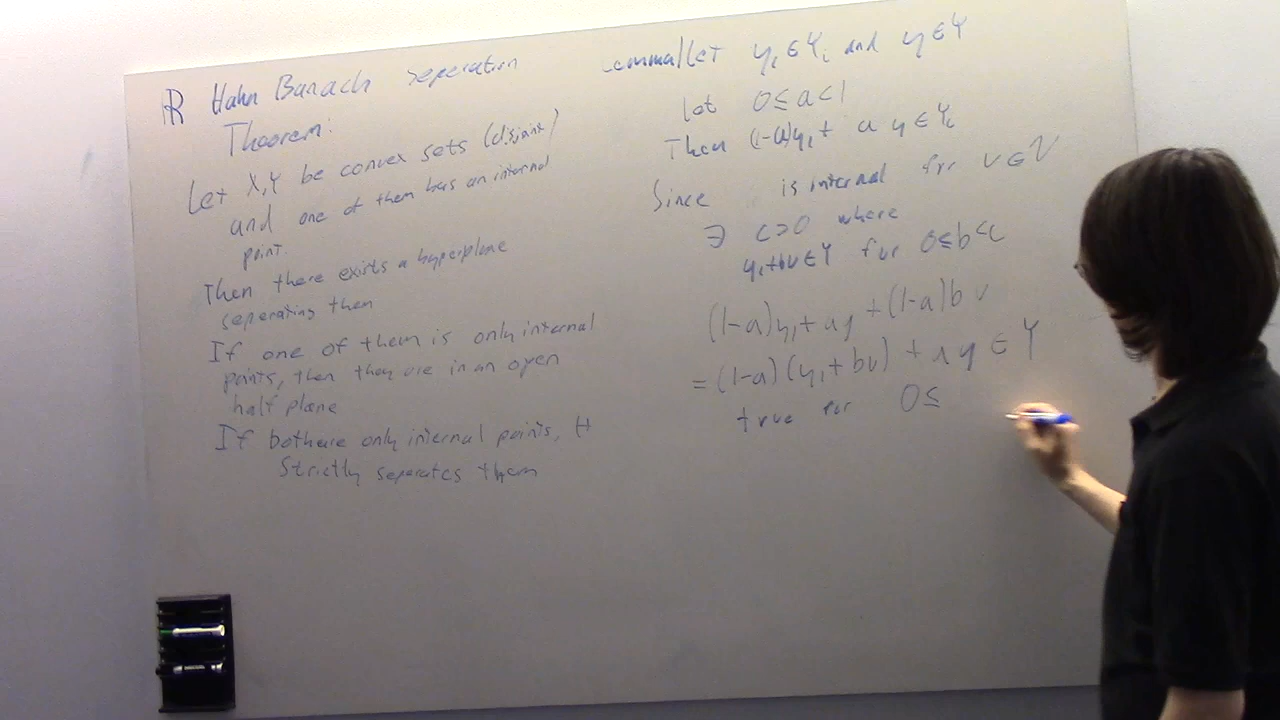 ℝ Hahn Banach Seperation
Theorem:
Let X,Y be convex sets (disjoint)
and one of them has an internal
point.
Then there exists a hyperplane
seperating them
If one of them is only internal
points, then they are in an open
half plane
If both are only internal points, H
Strictly seperates them
Lemma: Let y₁ ∈ Yᵢ and y ∈ Y
let 0 ≤ a < 1
Then (1-a)y₁ + a y ∈ Yᵢ
Since is internal for v ∈ V
∃ c > 0 where
y₁+bv ∈ Y for 0 ≤ b < c
(1-a)y₁ + ay + (1-a)b v
= (1-a)(y₁ + bv) + a y ∈ Y
true for 0 ≤